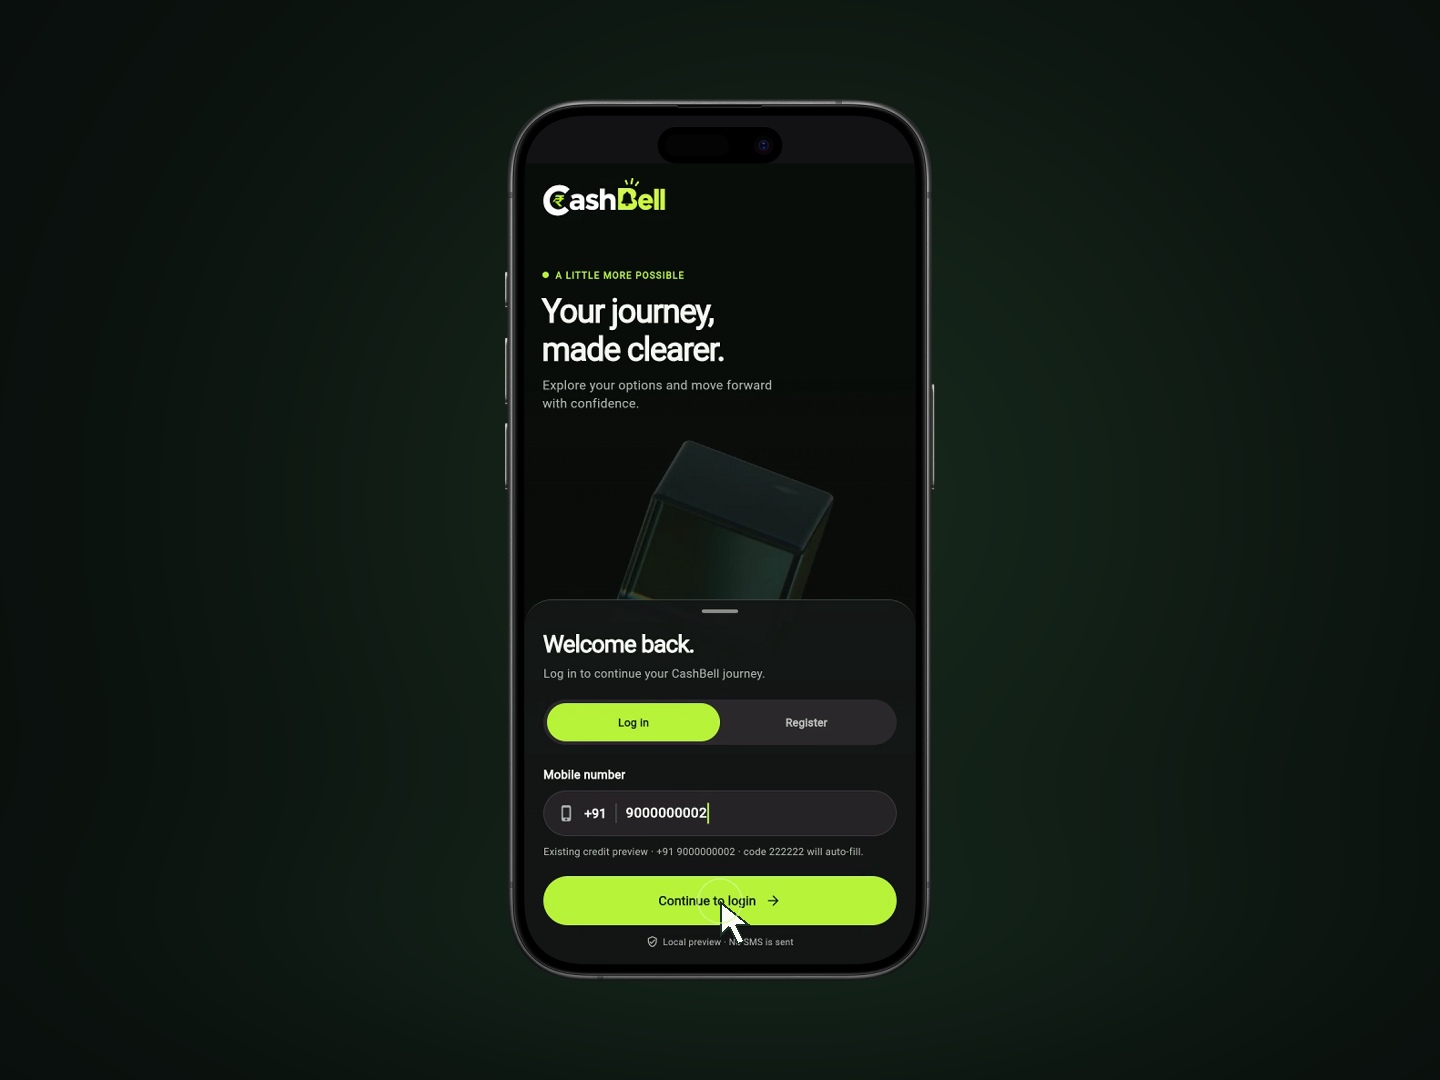 CashBell
A LITTLE MORE POSSIBLE
Your journey,
made clearer.
Explore your options and move forward
with confidence.
Welcome back.
Log in to continue your CashBell journey.
Log in
Register
Mobile number
+91 9000000002
Existing credit preview · +91 9000000002 · code 222222 will auto-fill.
Continue to login →
Local preview · No SMS is sent